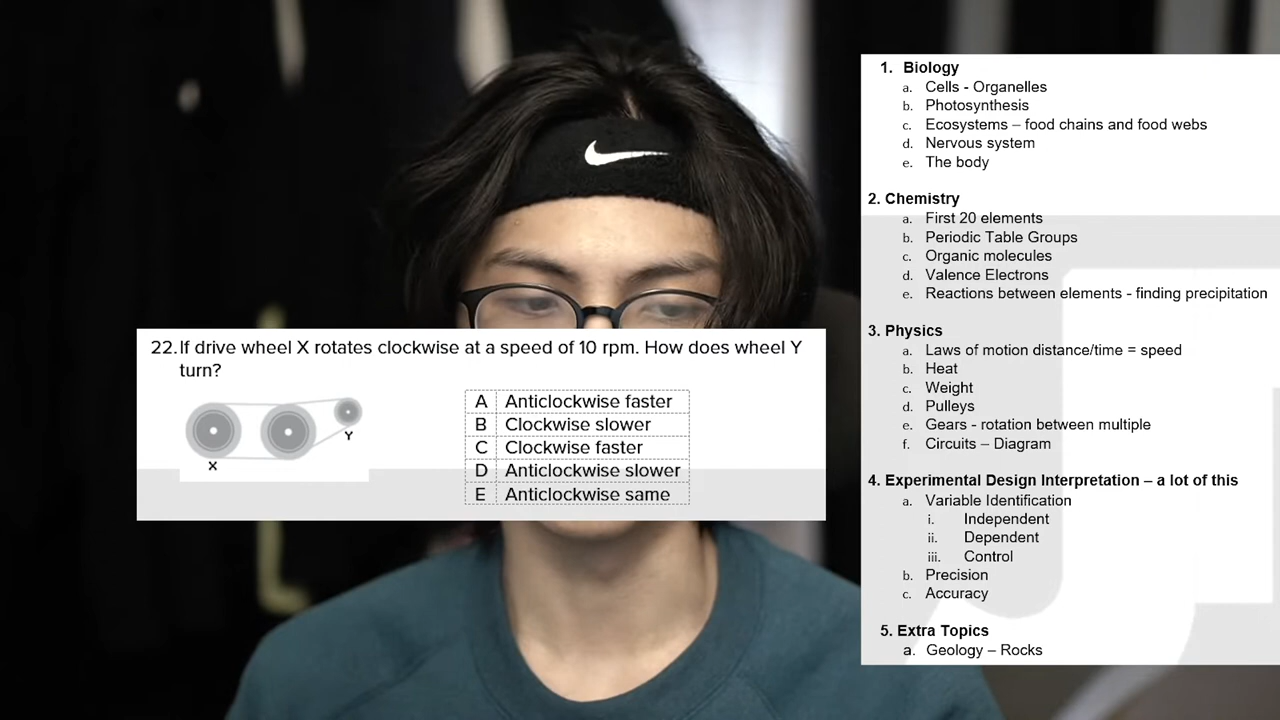 22. If drive wheel X rotates clockwise at a speed of 10 rpm. How does wheel Y
turn?
X
Y
A Anticlockwise faster
B Clockwise slower
C Clockwise faster
D Anticlockwise slower
E Anticlockwise same
1. Biology
a. Cells - Organelles
b. Photosynthesis
c. Ecosystems – food chains and food webs
d. Nervous system
e. The body
2. Chemistry
a. First 20 elements
b. Periodic Table Groups
c. Organic molecules
d. Valence Electrons
e. Reactions between elements - finding precipitation
3. Physics
a. Laws of motion distance/time = speed
b. Heat
c. Weight
d. Pulleys
e. Gears - rotation between multiple
f. Circuits – Diagram
4. Experimental Design Interpretation – a lot of this
a. Variable Identification
i. Independent
ii. Dependent
iii. Control
b. Precision
c. Accuracy
5. Extra Topics
a. Geology – Rocks